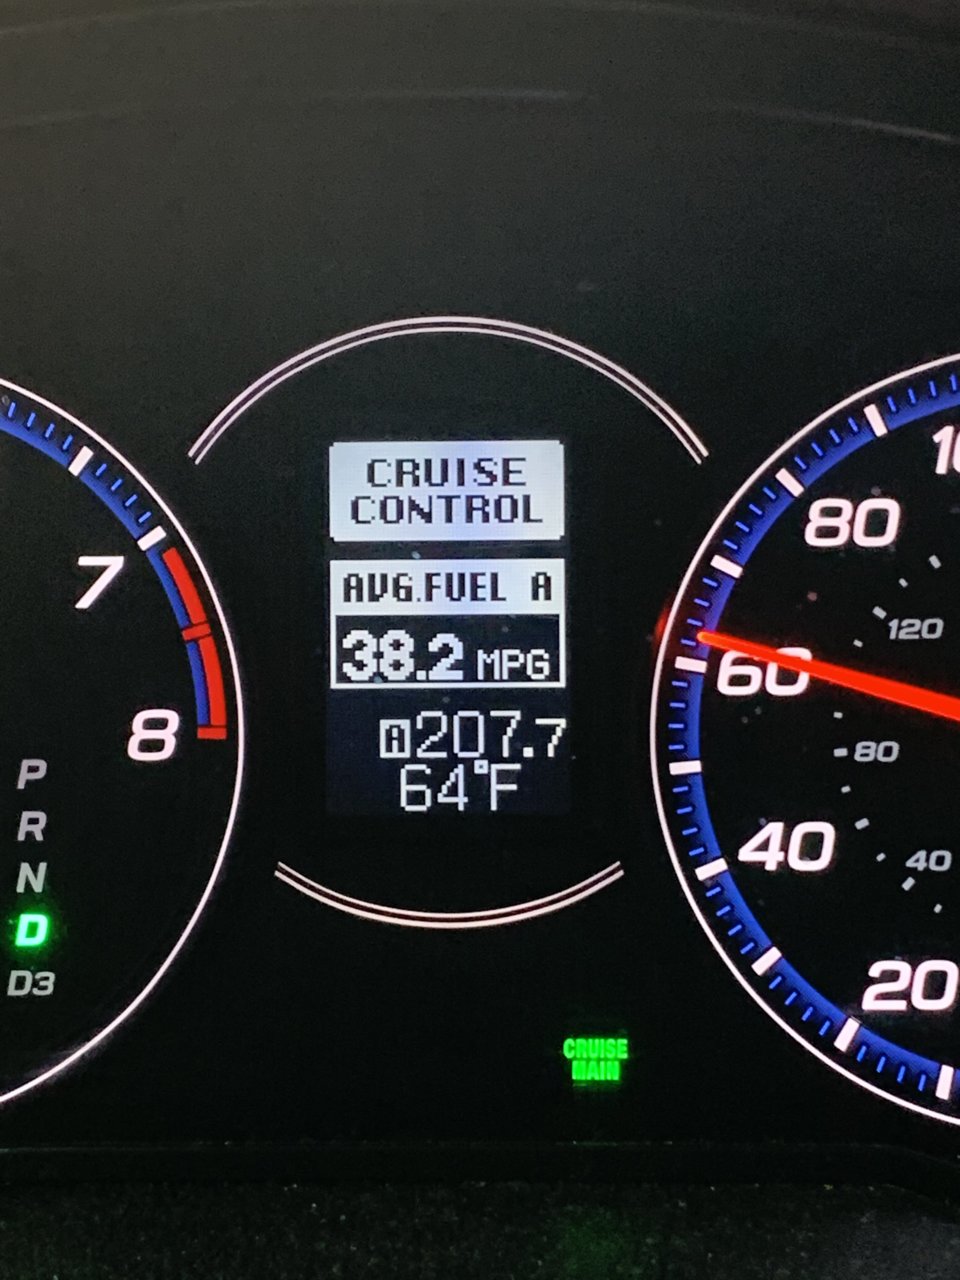 CRUISE
CONTROL
AVG.FUEL A
38.2 MPG
A 207.7
64°F
7
8
P
R
N
D
D3
80
120
60
80
40
40
20
CRUISE
MAIN